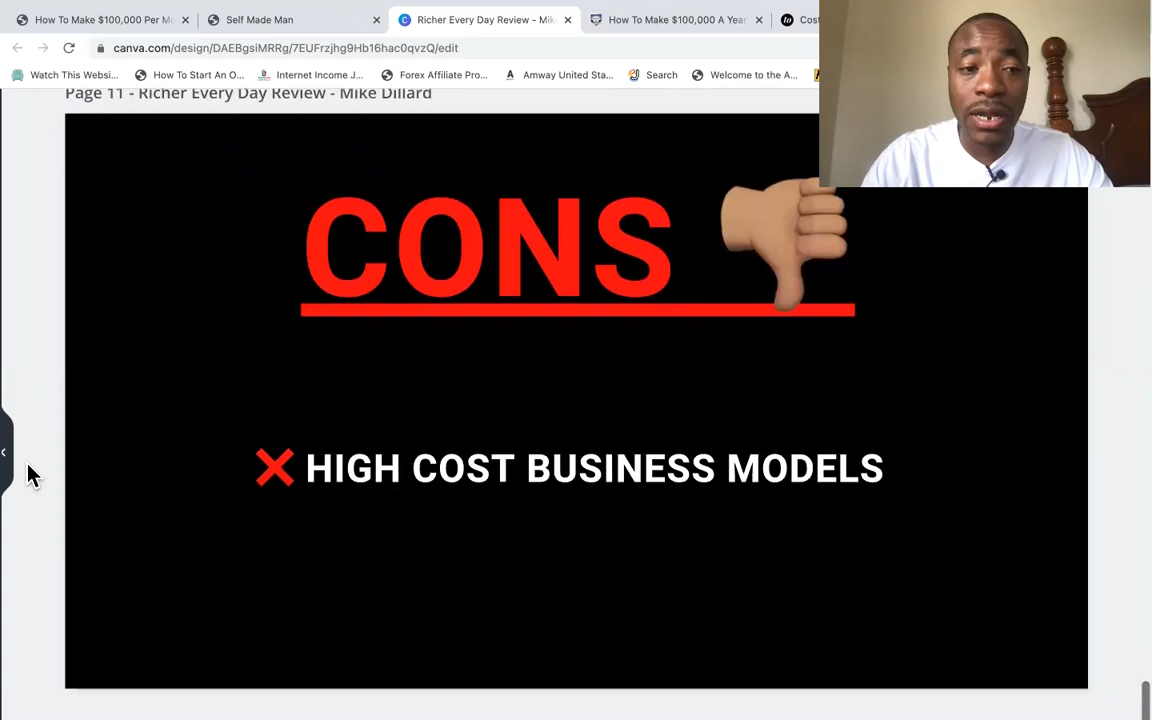 How To Make $100,000 Per Mo
Self Made Man
Richer Every Day Review - Mik
How To Make $100,000 A Year
Cost
canva.com/design/DAEBgsiMRRg/7EUFrzjhg9Hb16hac0qvzQ/edit
Watch This Websi...
How To Start An O...
Internet Income J...
Forex Affiliate Pro...
Amway United Sta...
Search
Welcome to the A...
Page 11 - Richer Every Day Review - Mike Dillard
CONS
HIGH COST BUSINESS MODELS